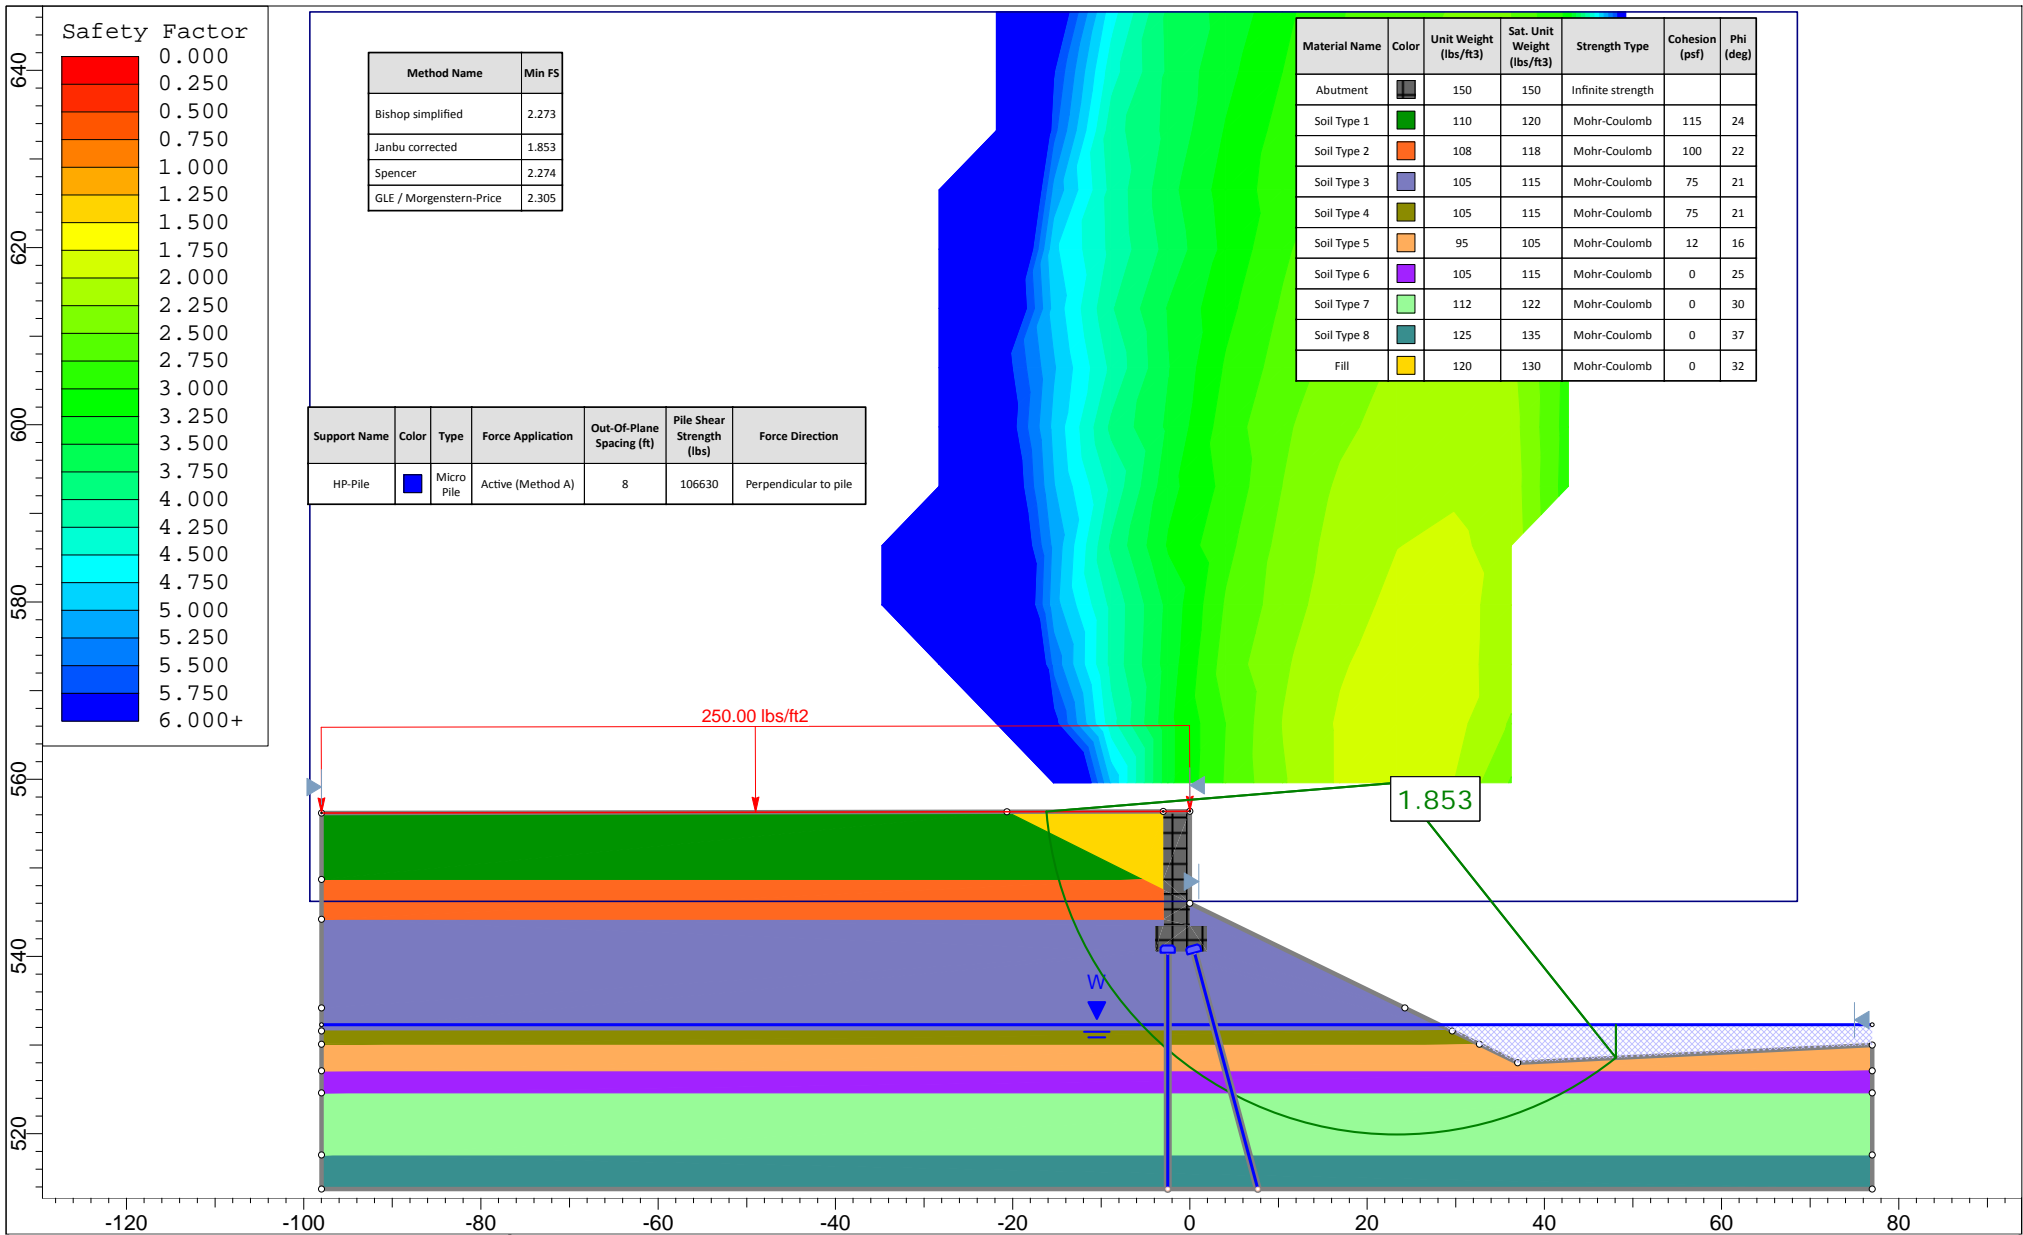 Safety Factor
0.000
0.250
0.500
0.750
1.000
1.250
1.500
1.750
2.000
2.250
2.500
2.750
3.000
3.250
3.500
3.750
4.000
4.250
4.500
4.750
5.000
5.250
5.500
5.750
6.000+
Method Name Min FS
Bishop simplified 2.273
Janbu corrected 1.853
Spencer 2.274
GLE / Morgenstern-Price 2.305
Material Name Color Unit Weight (lbs/ft3) Sat. Unit Weight (lbs/ft3) Strength Type Cohesion (psf) Phi (deg)
Abutment 150 150 Infinite strength
Soil Type 1 110 120 Mohr-Coulomb 115 24
Soil Type 2 108 118 Mohr-Coulomb 100 22
Soil Type 3 105 115 Mohr-Coulomb 75 21
Soil Type 4 105 115 Mohr-Coulomb 75 21
Soil Type 5 95 105 Mohr-Coulomb 12 16
Soil Type 6 105 115 Mohr-Coulomb 0 25
Soil Type 7 112 122 Mohr-Coulomb 0 30
Soil Type 8 125 135 Mohr-Coulomb 0 37
Fill 120 130 Mohr-Coulomb 0 32
Support Name Color Type Force Application Out-Of-Plane Spacing (ft) Pile Shear Strength (lbs) Force Direction
HP-Pile Micro Pile Active (Method A) 8 106630 Perpendicular to pile
250.00 lbs/ft2
1.853
W
640
620
600
580
560
540
520
-120 -100 -80 -60 -40 -20 0 20 40 60 80